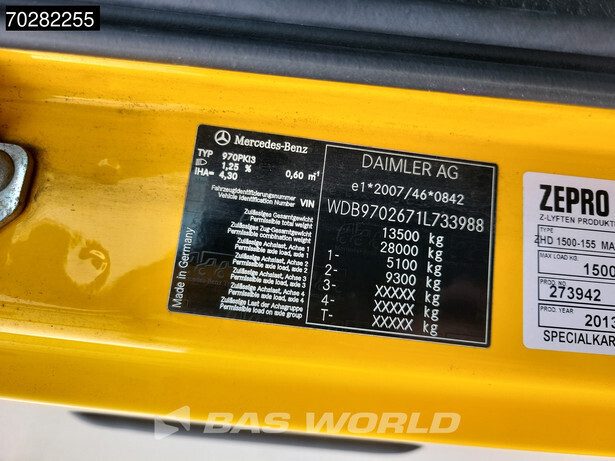 70282255
Mercedes-Benz
TYP 970PKI3
1,25 %
IHA= 4,30 0,60 m⁻¹
Fahrzeugidentifizierungsnummer
Vehicle Identification Number VIN
Zulässiges Gesamtgewicht
Permissible total weight
Zulässiges Zug-Gesamtgewicht
Permissible combination weight
Zulässige Achslast, Achse 1
Permissible axle load, axle 1
Zulässige Achslast, Achse 2
Permissible axle load, axle 2
Zulässige Achslast, Achse 3
Permissible axle load, axle 3
Zulässige Achslast, Achse 4
Permissible axle load, axle 4
Zulässige Last der Achsgruppe
Permissible load on axle group
Made in Germany
DAIMLER AG
e1*2007/46*0842
WDB9702671L733988
13500 kg
28000 kg
1- 5100 kg
2- 9300 kg
3- XXXXX kg
4- XXXXX kg
T- XXXXX kg
ZEPRO
Z-LYFTEN PRODUKTI
TYPE
ZHD 1500-155 MA
MAX LOAD KG.
1500
PROD. NO.
273942
PROD. YEAR
2013
SPECIALKAR
BAS WORLD